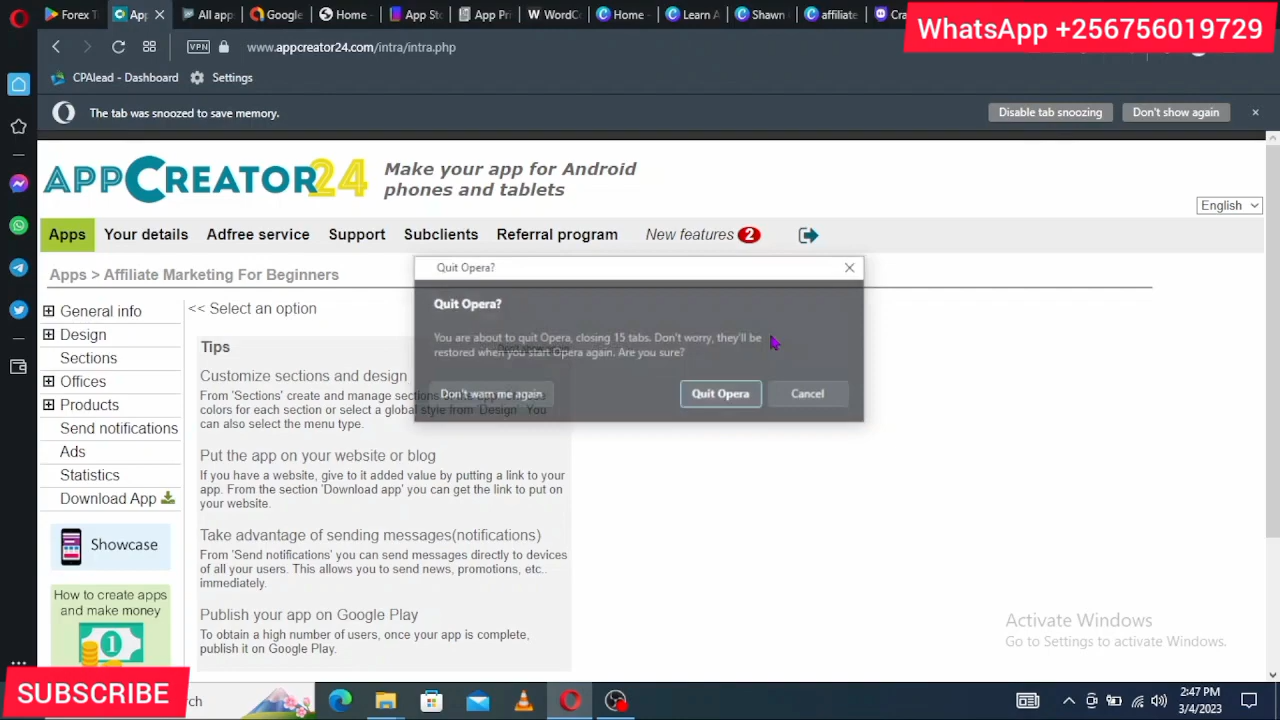 Forex T
App
All app
Google
Home -
App Sto
App Pri
WordCo
Home -
Learn A
Shawn
affiliate
Cra
WhatsApp +256756019729
VPN
www.appcreator24.com/intra/intra.php
CPAlead - Dashboard
Settings
The tab was snoozed to save memory.
Disable tab snoozing
Don't show again
APPCREATOR24
Make your app for Android
phones and tablets
English
Apps
Your details
Adfree service
Support
Subclients
Referral program
New features 2
Apps > Affiliate Marketing For Beginners
General info
Design
Sections
Offices
Products
Send notifications
Ads
Statistics
Download App
Showcase
How to create apps
and make money
1
<< Select an option
Tips
Customize sections and design
From 'Sections' create and manage sections
colors for each section or select a global style from 'Design' You
can also select the menu type.
Put the app on your website or blog
If you have a website, give to it added value by putting a link to your
app. From the section 'Download app' you can get the link to put on
your website.
Take advantage of sending messages(notifications)
From 'Send notifications' you can send messages directly to devices
of all your users. This allows you to send news, promotions, etc..
immediately.
Publish your app on Google Play
To obtain a high number of users, once your app is complete,
publish it on Google Play.
Quit Opera?
Quit Opera?
You are about to quit Opera, closing 15 tabs. Don't worry, they'll be
restored when you start Opera again. Are you sure?
Don't warn me again
Quit Opera
Cancel
Activate Windows
Go to Settings to activate Windows.
SUBSCRIBE
rch
2:47 PM
3/4/2023